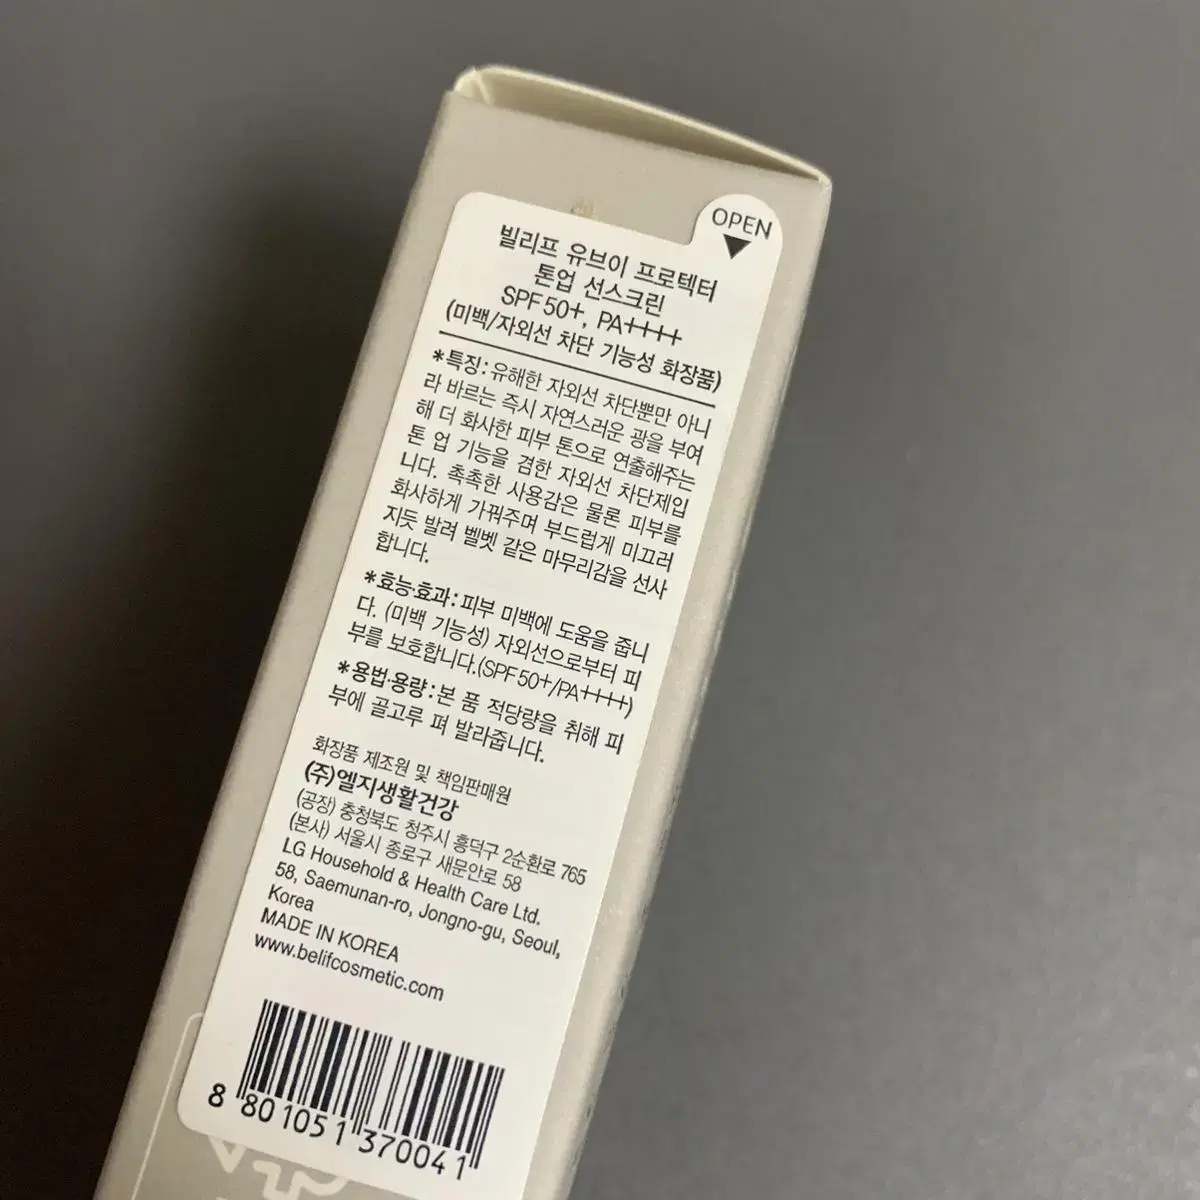 OPEN
빌리프 유브이 프로텍터
톤업 선스크린
SPF50+, PA++++
(미백/자외선 차단 기능성 화장품)
*특징:유해한 자외선 차단뿐만 아니
라 바르는 즉시 자연스러운 광을 부여
해 더 화사한 피부 톤으로 연출해주는
톤 업 기능을 겸한 자외선 차단제입
니다. 촉촉한 사용감은 물론 피부를
화사하게 가꿔주며 부드럽게 미끄러
지듯 발려 벨벳 같은 마무리감을 선사
합니다.
*효능·효과:피부 미백에 도움을 줍니
다. (미백 기능성) 자외선으로부터 피
부를 보호합니다.(SPF50+/PA++++)
*용법·용량:본 품 적당량을 취해 피
부에 골고루 펴 발라줍니다.
화장품 제조원 및 책임판매원
(주)엘지생활건강
(공장) 충청북도 청주시 흥덕구 2순환로 765
(본사) 서울시 종로구 새문안로 58
LG Household & Health Care Ltd.
58, Saemunan-ro, Jongno-gu, Seoul,
Korea
MADE IN KOREA
www.belifcosmetic.com
8 801051 370041